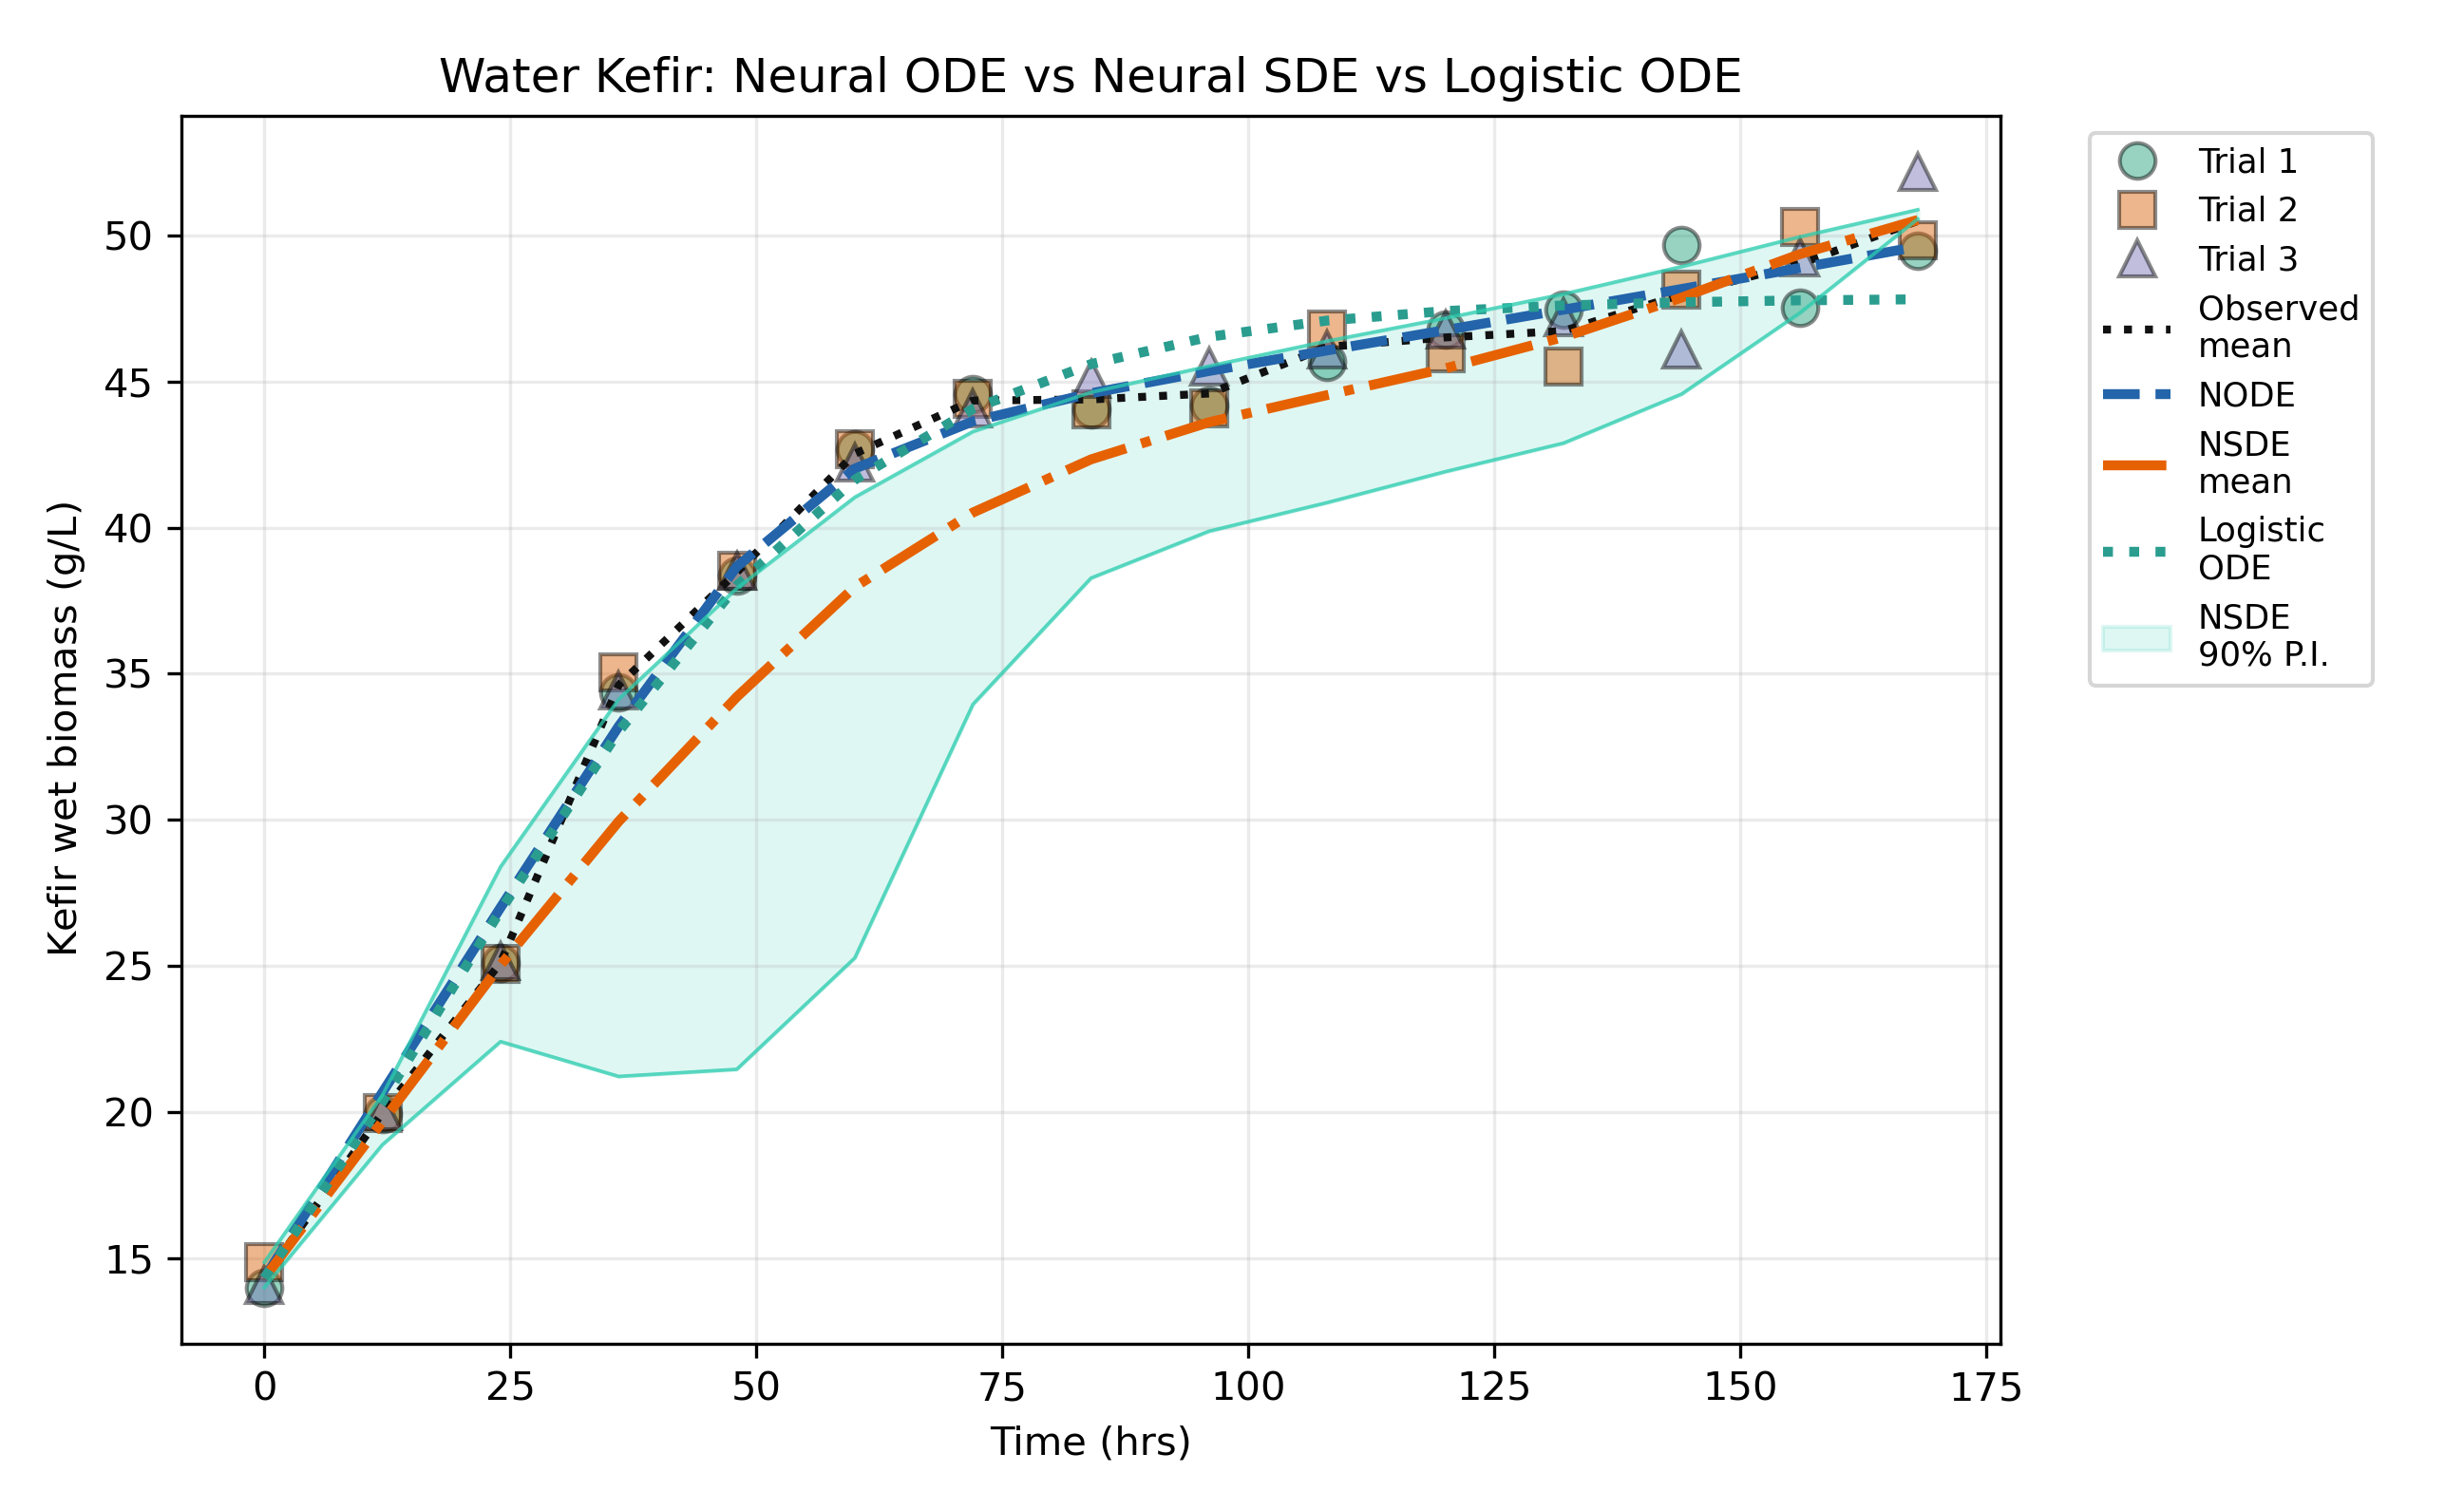 Water Kefir: Neural ODE vs Neural SDE vs Logistic ODE
Kefir wet biomass (g/L)
50
45
40
35
30
25
20
15
0 25 50 75 100 125 150 175
Time (hrs)
Trial 1
Trial 2
Trial 3
Observed
mean
NODE
NSDE
mean
Logistic
ODE
NSDE
90% P.I.